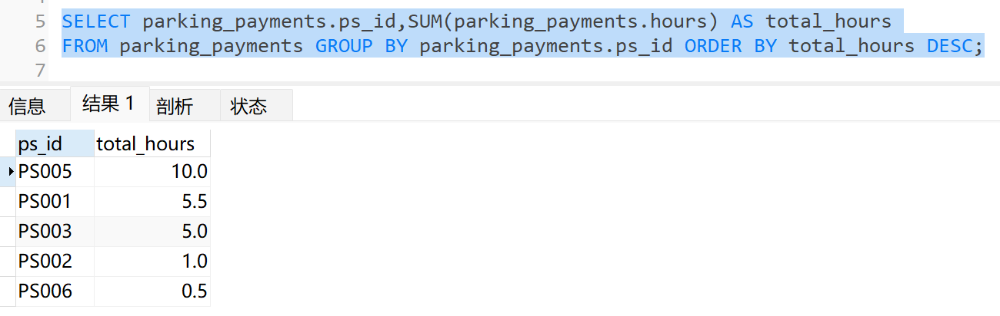 5 SELECT parking_payments.ps_id,SUM(parking_payments.hours) AS total_hours
6 FROM parking_payments GROUP BY parking_payments.ps_id ORDER BY total_hours DESC;
7
信息 结果 1 剖析 状态
ps_id total_hours
PS005 10.0
PS001 5.5
PS003 5.0
PS002 1.0
PS006 0.5